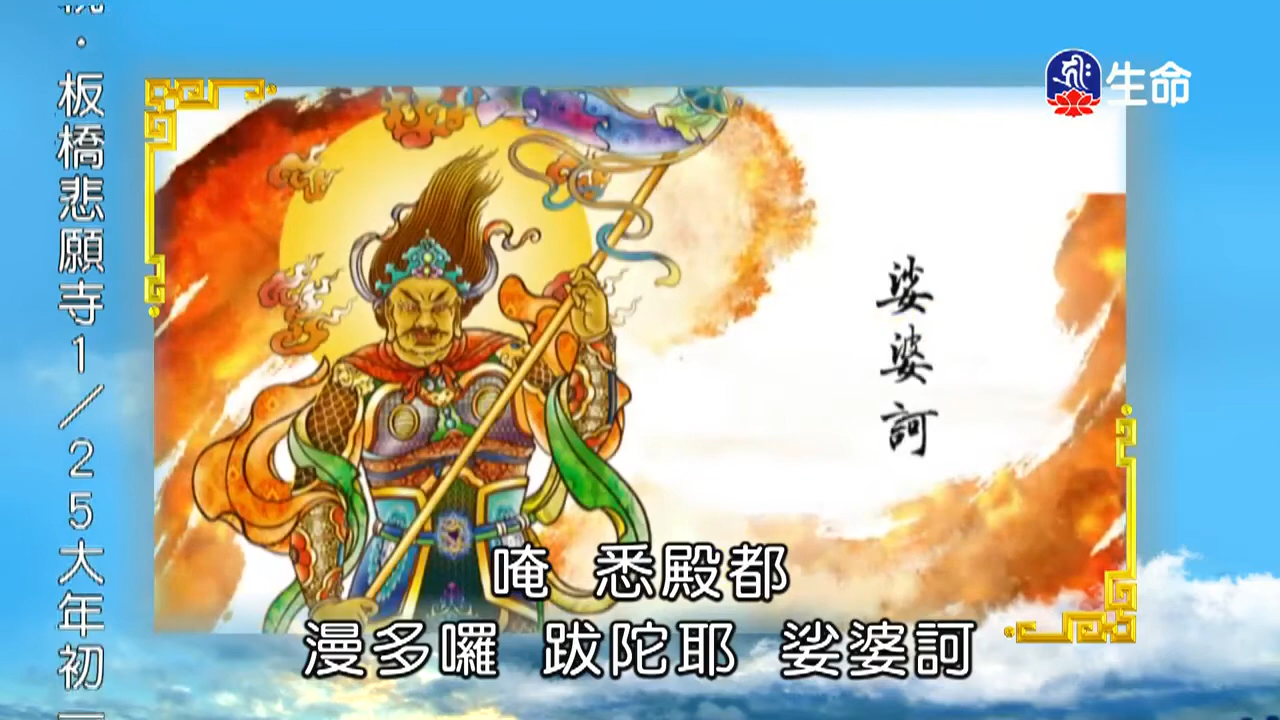 ・板橋悲願寺1／25大年初一
生命
娑
婆
訶
唵 悉殿都
漫多囉 跋陀耶 娑婆訶